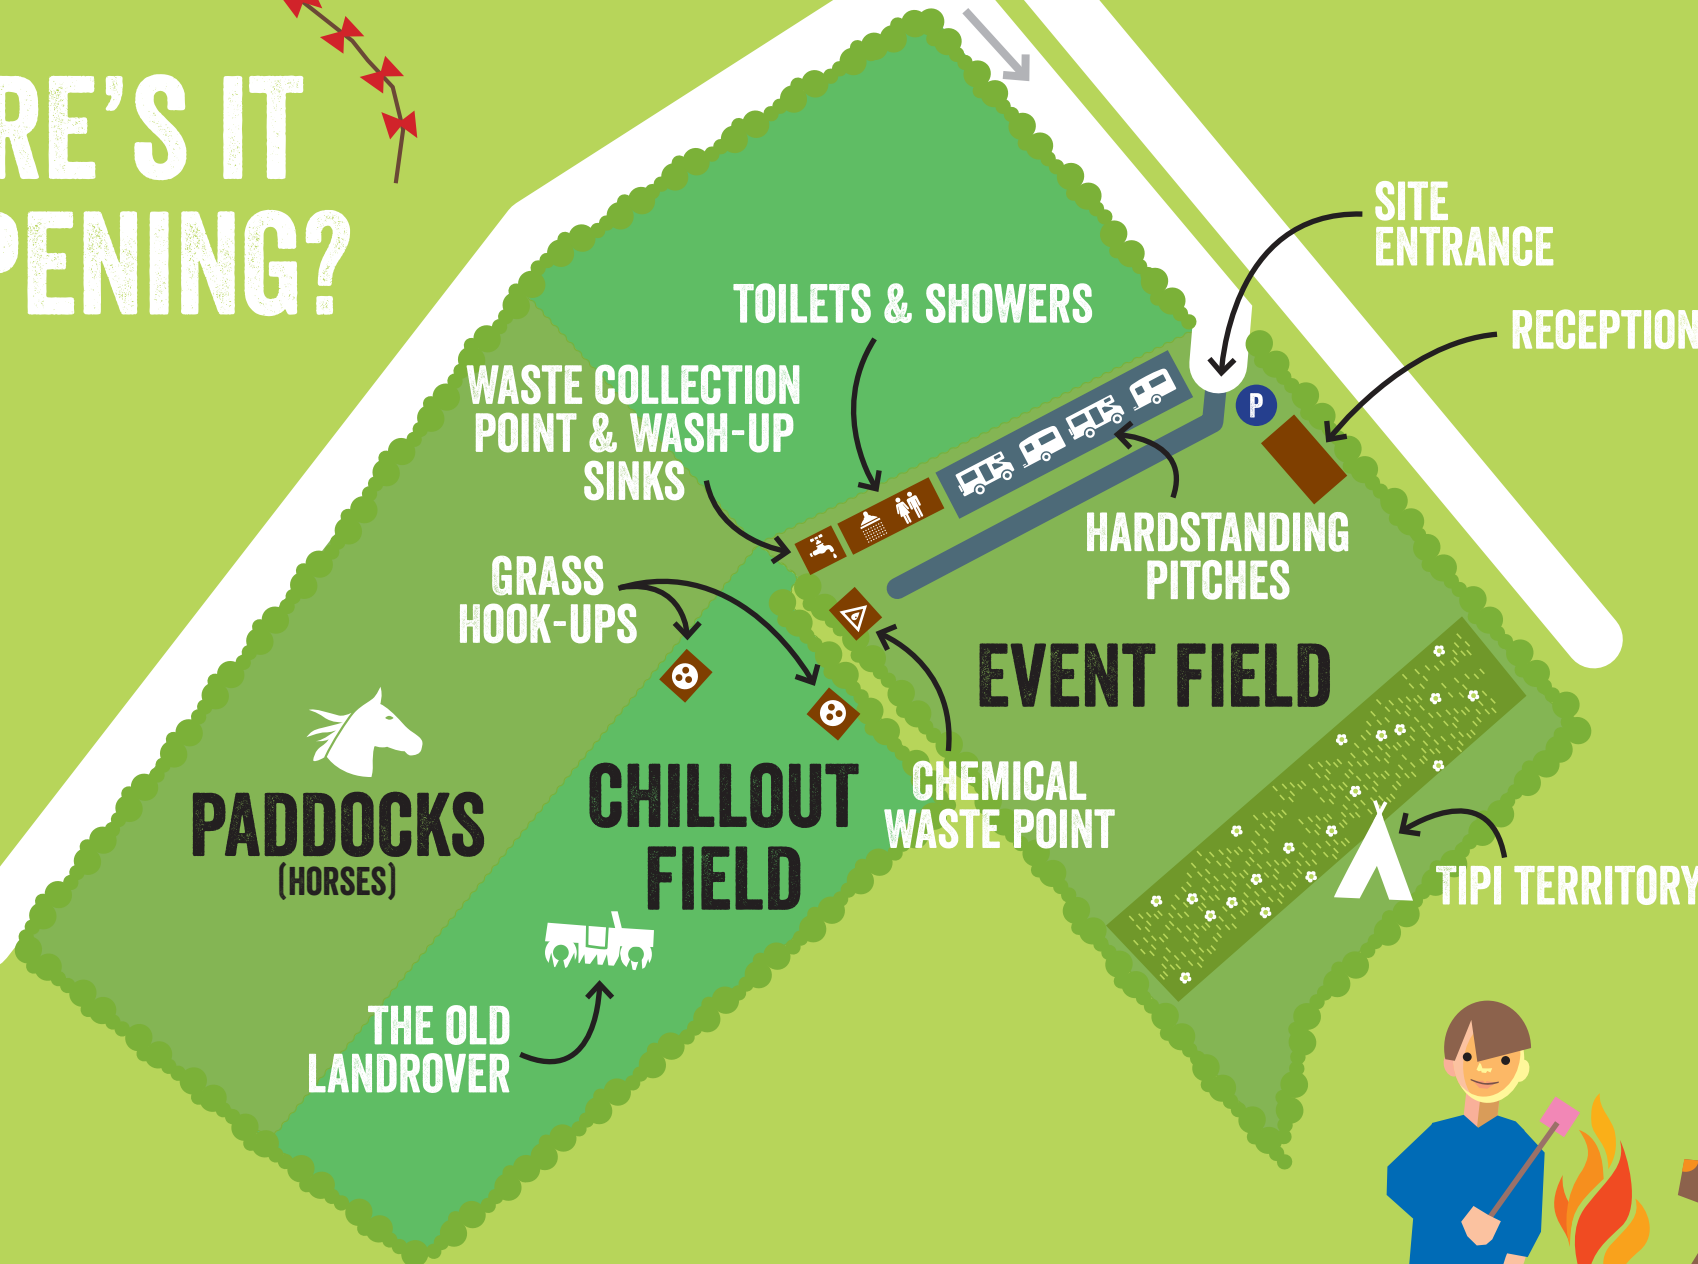 RE'S IT
PENING?
SITE
ENTRANCE
TOILETS & SHOWERS
RECEPTION
WASTE COLLECTION
POINT & WASH-UP
SINKS
P
HARDSTANDING
PITCHES
GRASS
HOOK-UPS
EVENT FIELD
CHILLOUT
FIELD
CHEMICAL
WASTE POINT
PADDOCKS
(HORSES)
TIPI TERRITORY
THE OLD
LANDROVER